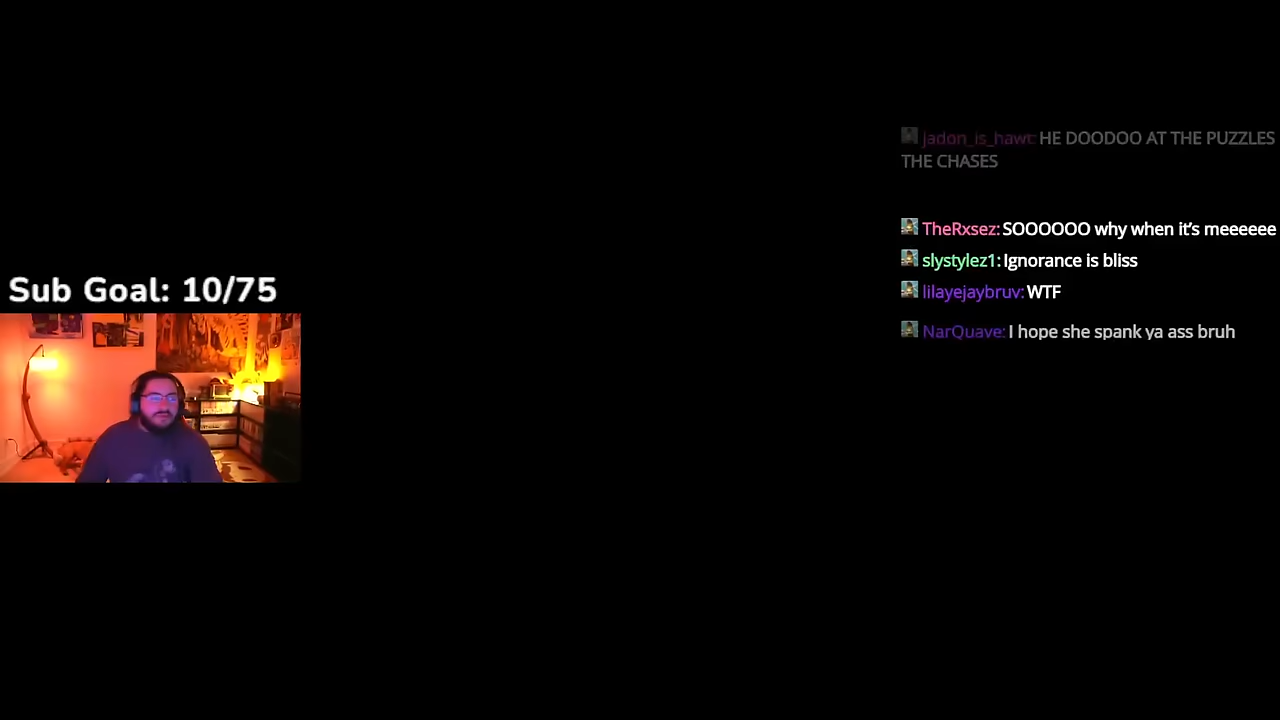 jadon_is_hawt: HE DOODOO AT THE PUZZLES
THE CHASES
TheRxsez: SOOOOOO why when it's meeeeee
slystylez1: Ignorance is bliss
lilayejaybruv: WTF
NarQuave: I hope she spank ya ass bruh
Sub Goal: 10/75